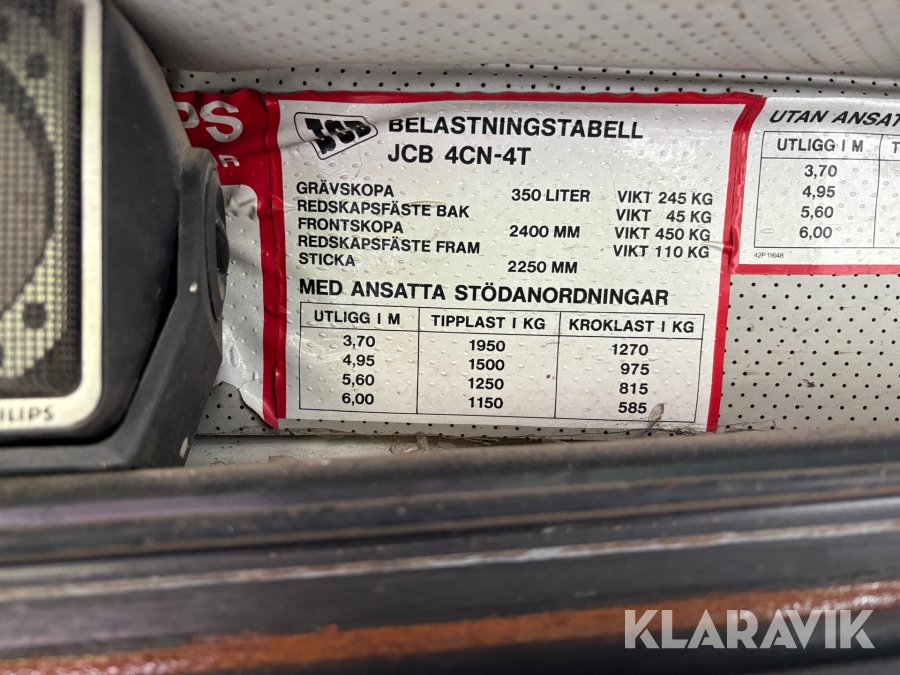 PS
JCB
BELASTNINGSTABELL
JCB 4CN-4T
GRÄVSKOPA 350 LITER VIKT 245 KG
REDSKAPSFÄSTE BAK VIKT 45 KG
FRONTSKOPA 2400 MM VIKT 450 KG
REDSKAPSFÄSTE FRAM VIKT 110 KG
STICKA 2250 MM
MED ANSATTA STÖDANORDNINGAR
UTLIGG I M TIPPLAST I KG KROKLAST I KG
3,70 1950 1270
4,95 1500 975
5,60 1250 815
6,00 1150 585
UTAN ANSAT
UTLIGG I M T
3,70
4,95
5,60
6,00
42P 11648
HILIPS
KLARAVIK